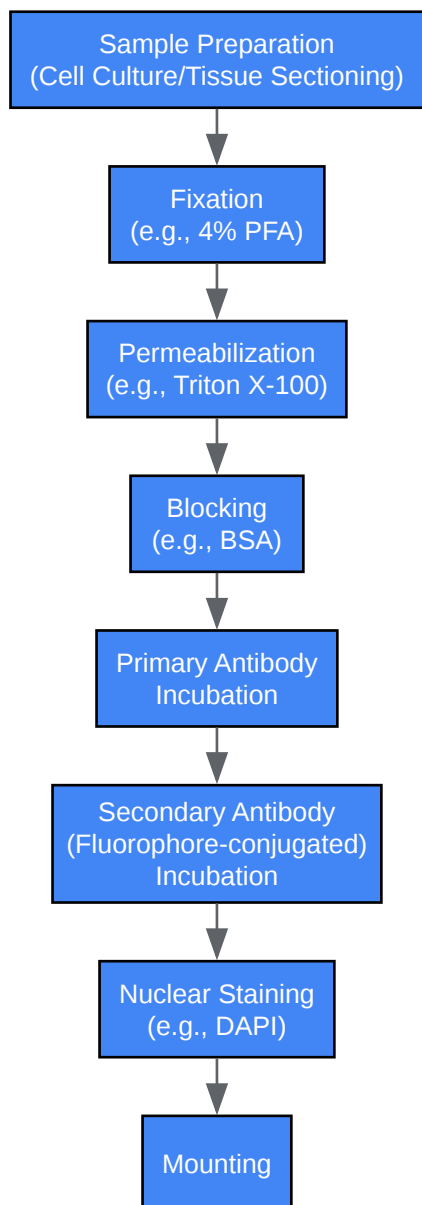 Sample Preparation
(Cell Culture/Tissue Sectioning)
Fixation
(e.g., 4% PFA)
Permeabilization
(e.g., Triton X-100)
Blocking
(e.g., BSA)
Primary Antibody
Incubation
Secondary Antibody
(Fluorophore-conjugated)
Incubation
Nuclear Staining
(e.g., DAPI)
Mounting